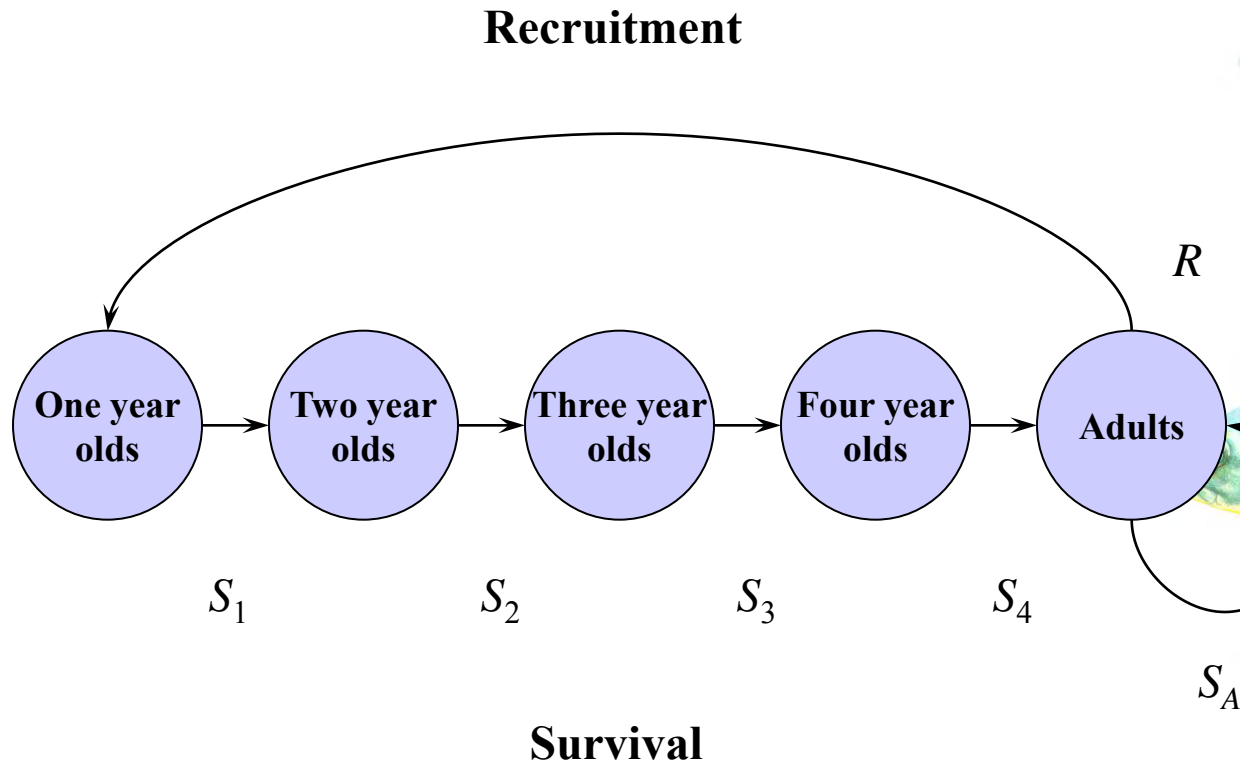 Recruitment
R
One year
olds
Two year
olds
Three year
olds
Four year
olds
Adults
S1
S2
S3
S4
SA
Survival